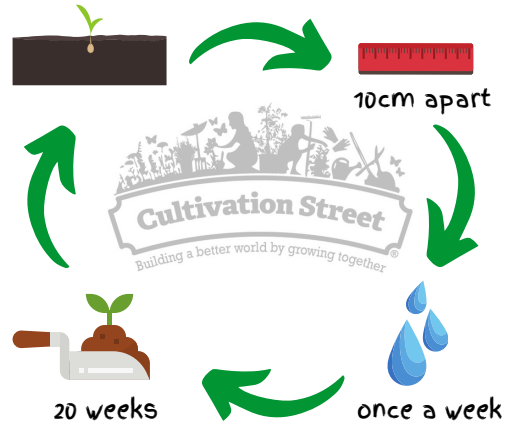 10cm apart
Cultivation Street
Building a better world by growing together®
20 weeks
once a week